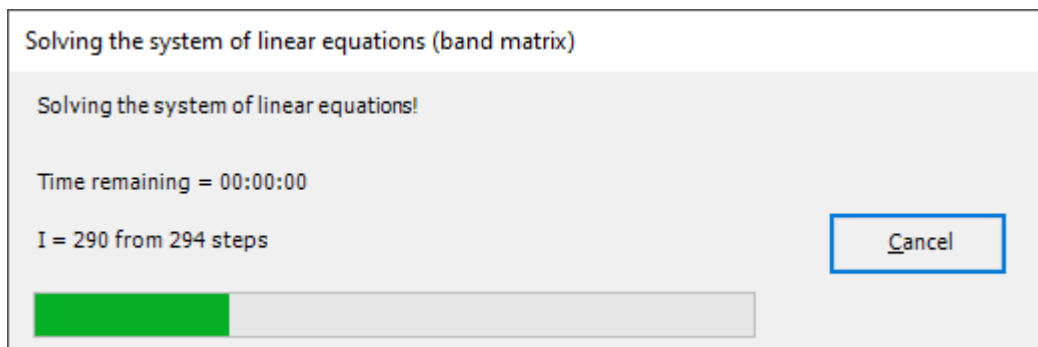 Solving the system of linear equations (band matrix)
Solving the system of linear equations!
Time remaining = 00:00:00
I = 290 from 294 steps
Cancel